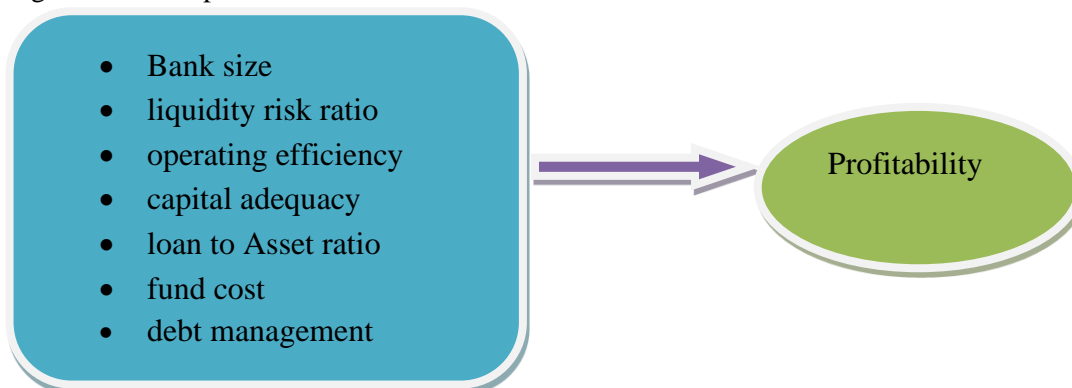 • Bank size
• liquidity risk ratio
• operating efficiency
• capital adequacy
• loan to Asset ratio
• fund cost
• debt management
Profitability